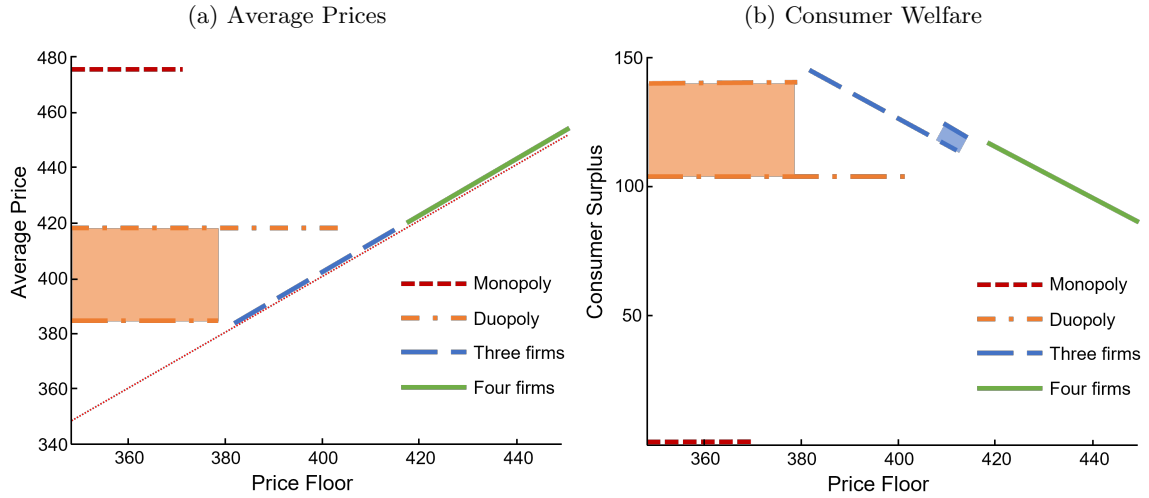 (a) Average Prices
480
460
440
420
400
380
360
340
360
380
400
420
440
Average Price
Price Floor
Monopoly
Duopoly
Three firms
Four firms
(b) Consumer Welfare
150
100
50
360
380
400
420
440
Consumer Surplus
Price Floor
Monopoly
Duopoly
Three firms
Four firms